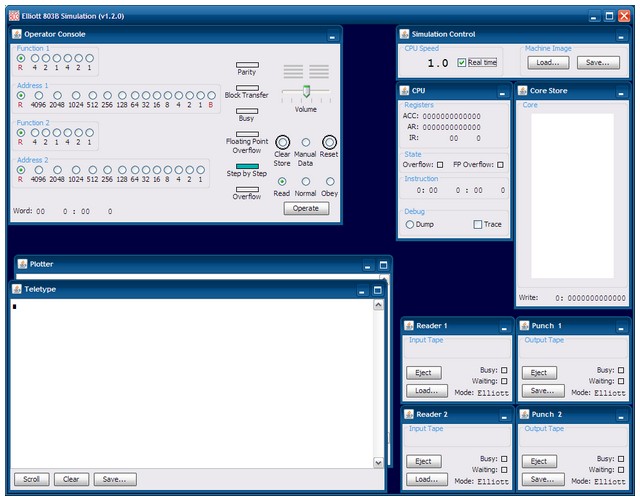 Elliott 803B Simulation (v1.2.0)
Operator Console
Function 1
R 4 2 1 4 2 1
Address 1
R 4096 2048 1024 512 256 128 64 32 16 8 4 2 1 B
Function 2
R 4 2 1 4 2 1
Address 2
R 4096 2048 1024 512 256 128 64 32 16 8 4 2 1
Word: 00 0 : 00 0
Parity
Block Transfer
Busy
Floating Point
Overflow
Step by Step
Overflow
Volume
Clear Store
Manual Data
Reset
Read Normal Obey
Operate
Simulation Control
CPU Speed
1.0 Real time
Machine Image
Load... Save...
CPU
Registers
ACC: 0000000000000
AR: 0000000000000
IR: 00 0
State
Overflow: FP Overflow:
Instruction
0: 00 0 : 00 0
Debug
Dump Trace
Core Store
Core
Write: 0: 0000000000000
Plotter
Teletype
Scroll Clear Save...
Reader 1
Input Tape
Eject
Busy:
Waiting:
Load... Mode: Elliott
Punch 1
Output Tape
Eject
Busy:
Waiting:
Save... Mode: Elliott
Reader 2
Input Tape
Eject
Busy:
Waiting:
Load... Mode: Elliott
Punch 2
Output Tape
Eject
Busy:
Waiting:
Save... Mode: Elliott